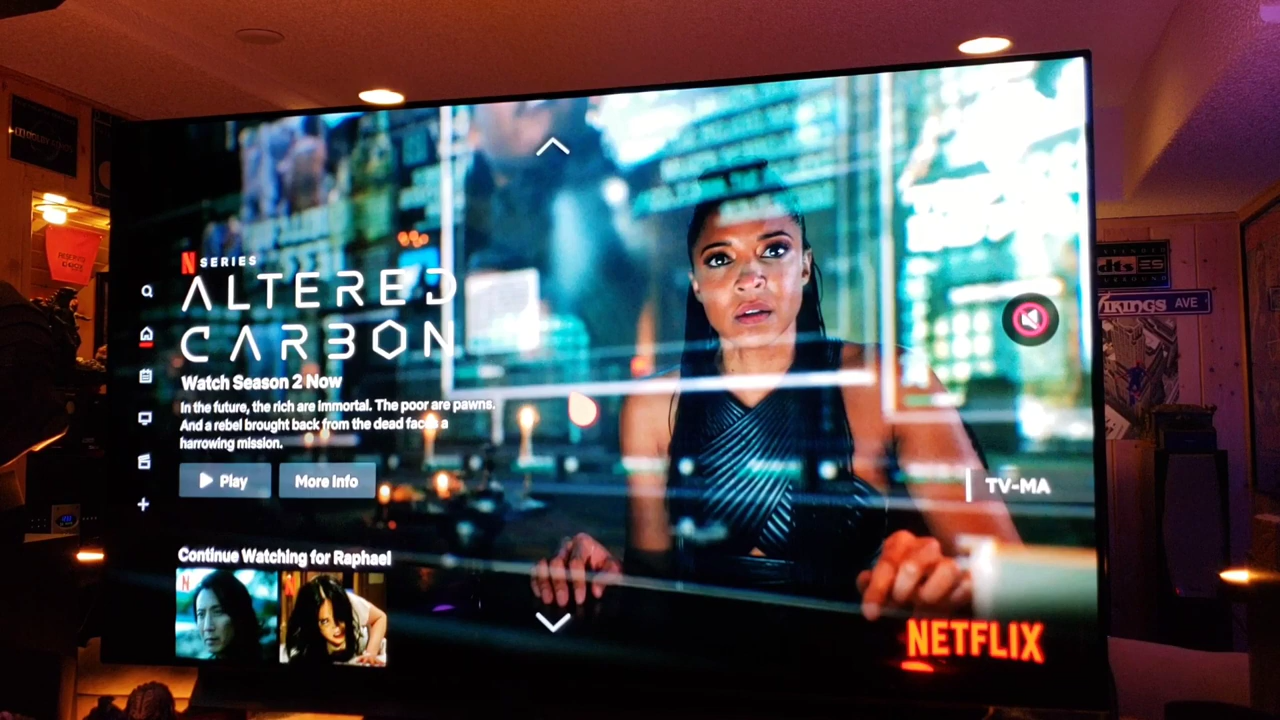 N SERIES
ALTERED
CARBON
Watch Season 2 Now
In the future, the rich are immortal. The poor are pawns.
And a rebel brought back from the dead faces a
harrowing mission.
Play
More Info
TV-MA
Continue Watching for Raphael
N
NETFLIX
dts ES
VIKINGS AVE